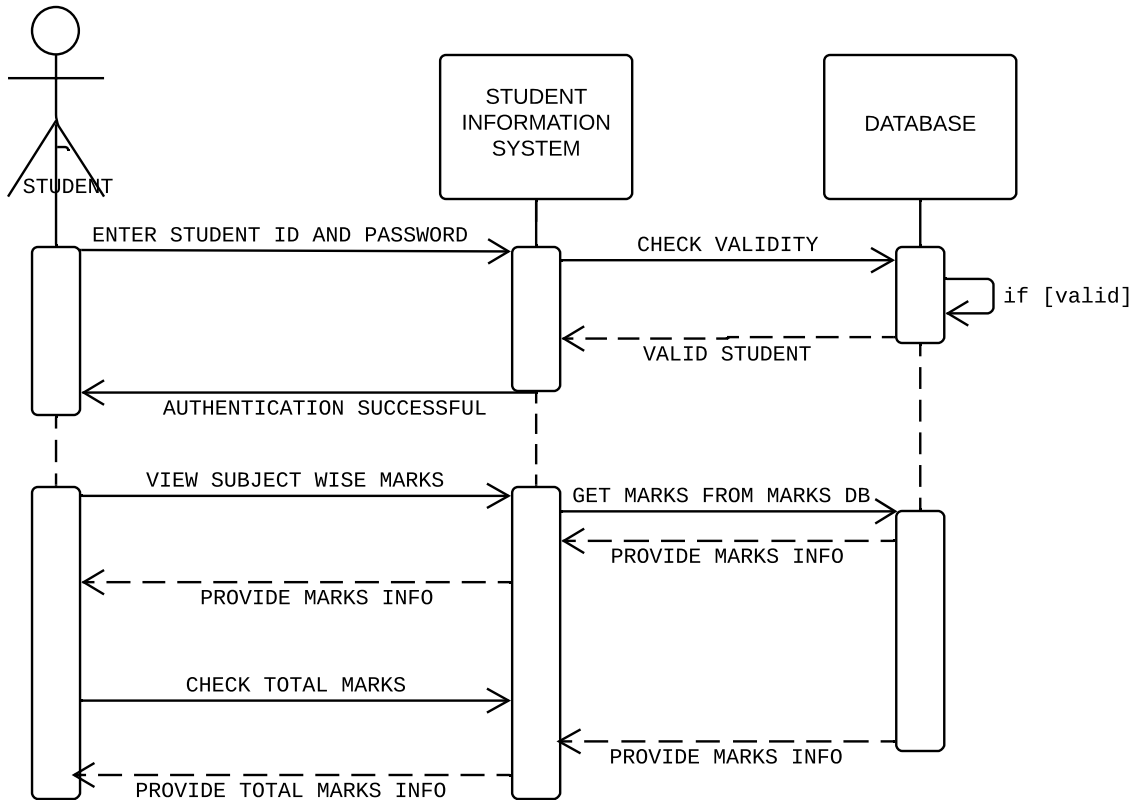 STUDENT
INFORMATION
SYSTEM
DATABASE
STUDENT
ENTER STUDENT ID AND PASSWORD
CHECK VALIDITY
if [valid]
VALID STUDENT
AUTHENTICATION SUCCESSFUL
VIEW SUBJECT WISE MARKS
GET MARKS FROM MARKS DB
PROVIDE MARKS INFO
PROVIDE MARKS INFO
CHECK TOTAL MARKS
PROVIDE MARKS INFO
PROVIDE TOTAL MARKS INFO